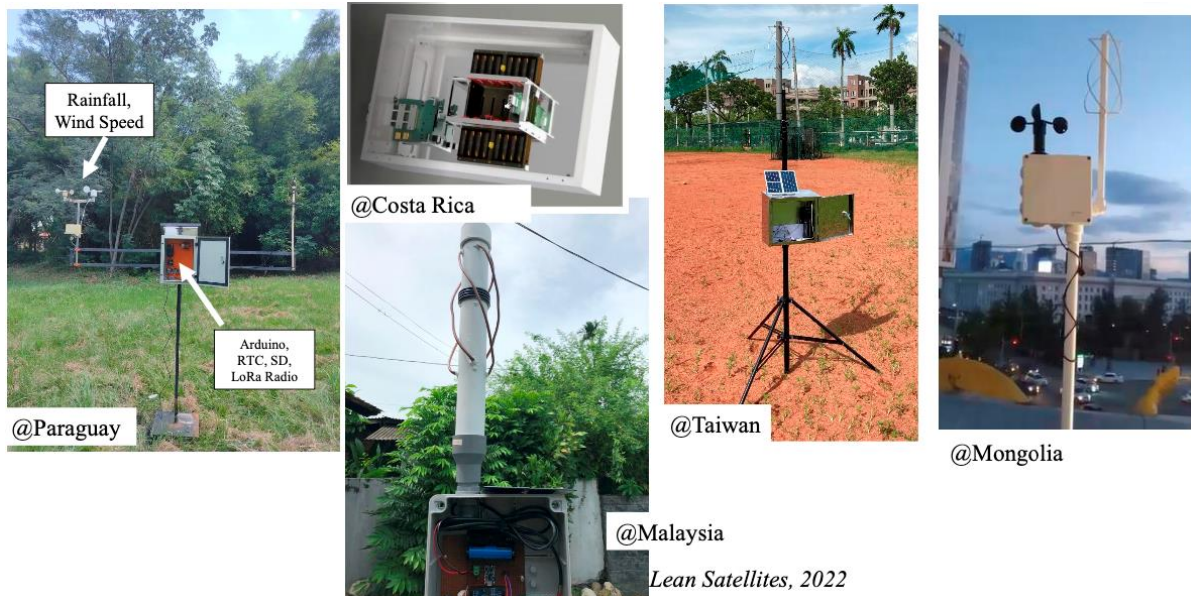 Rainfall,
Wind Speed
Arduino,
RTC, SD,
LoRa Radio
@Paraguay
@Costa Rica
@Malaysia
@Taiwan
@Mongolia
Lean Satellites, 2022